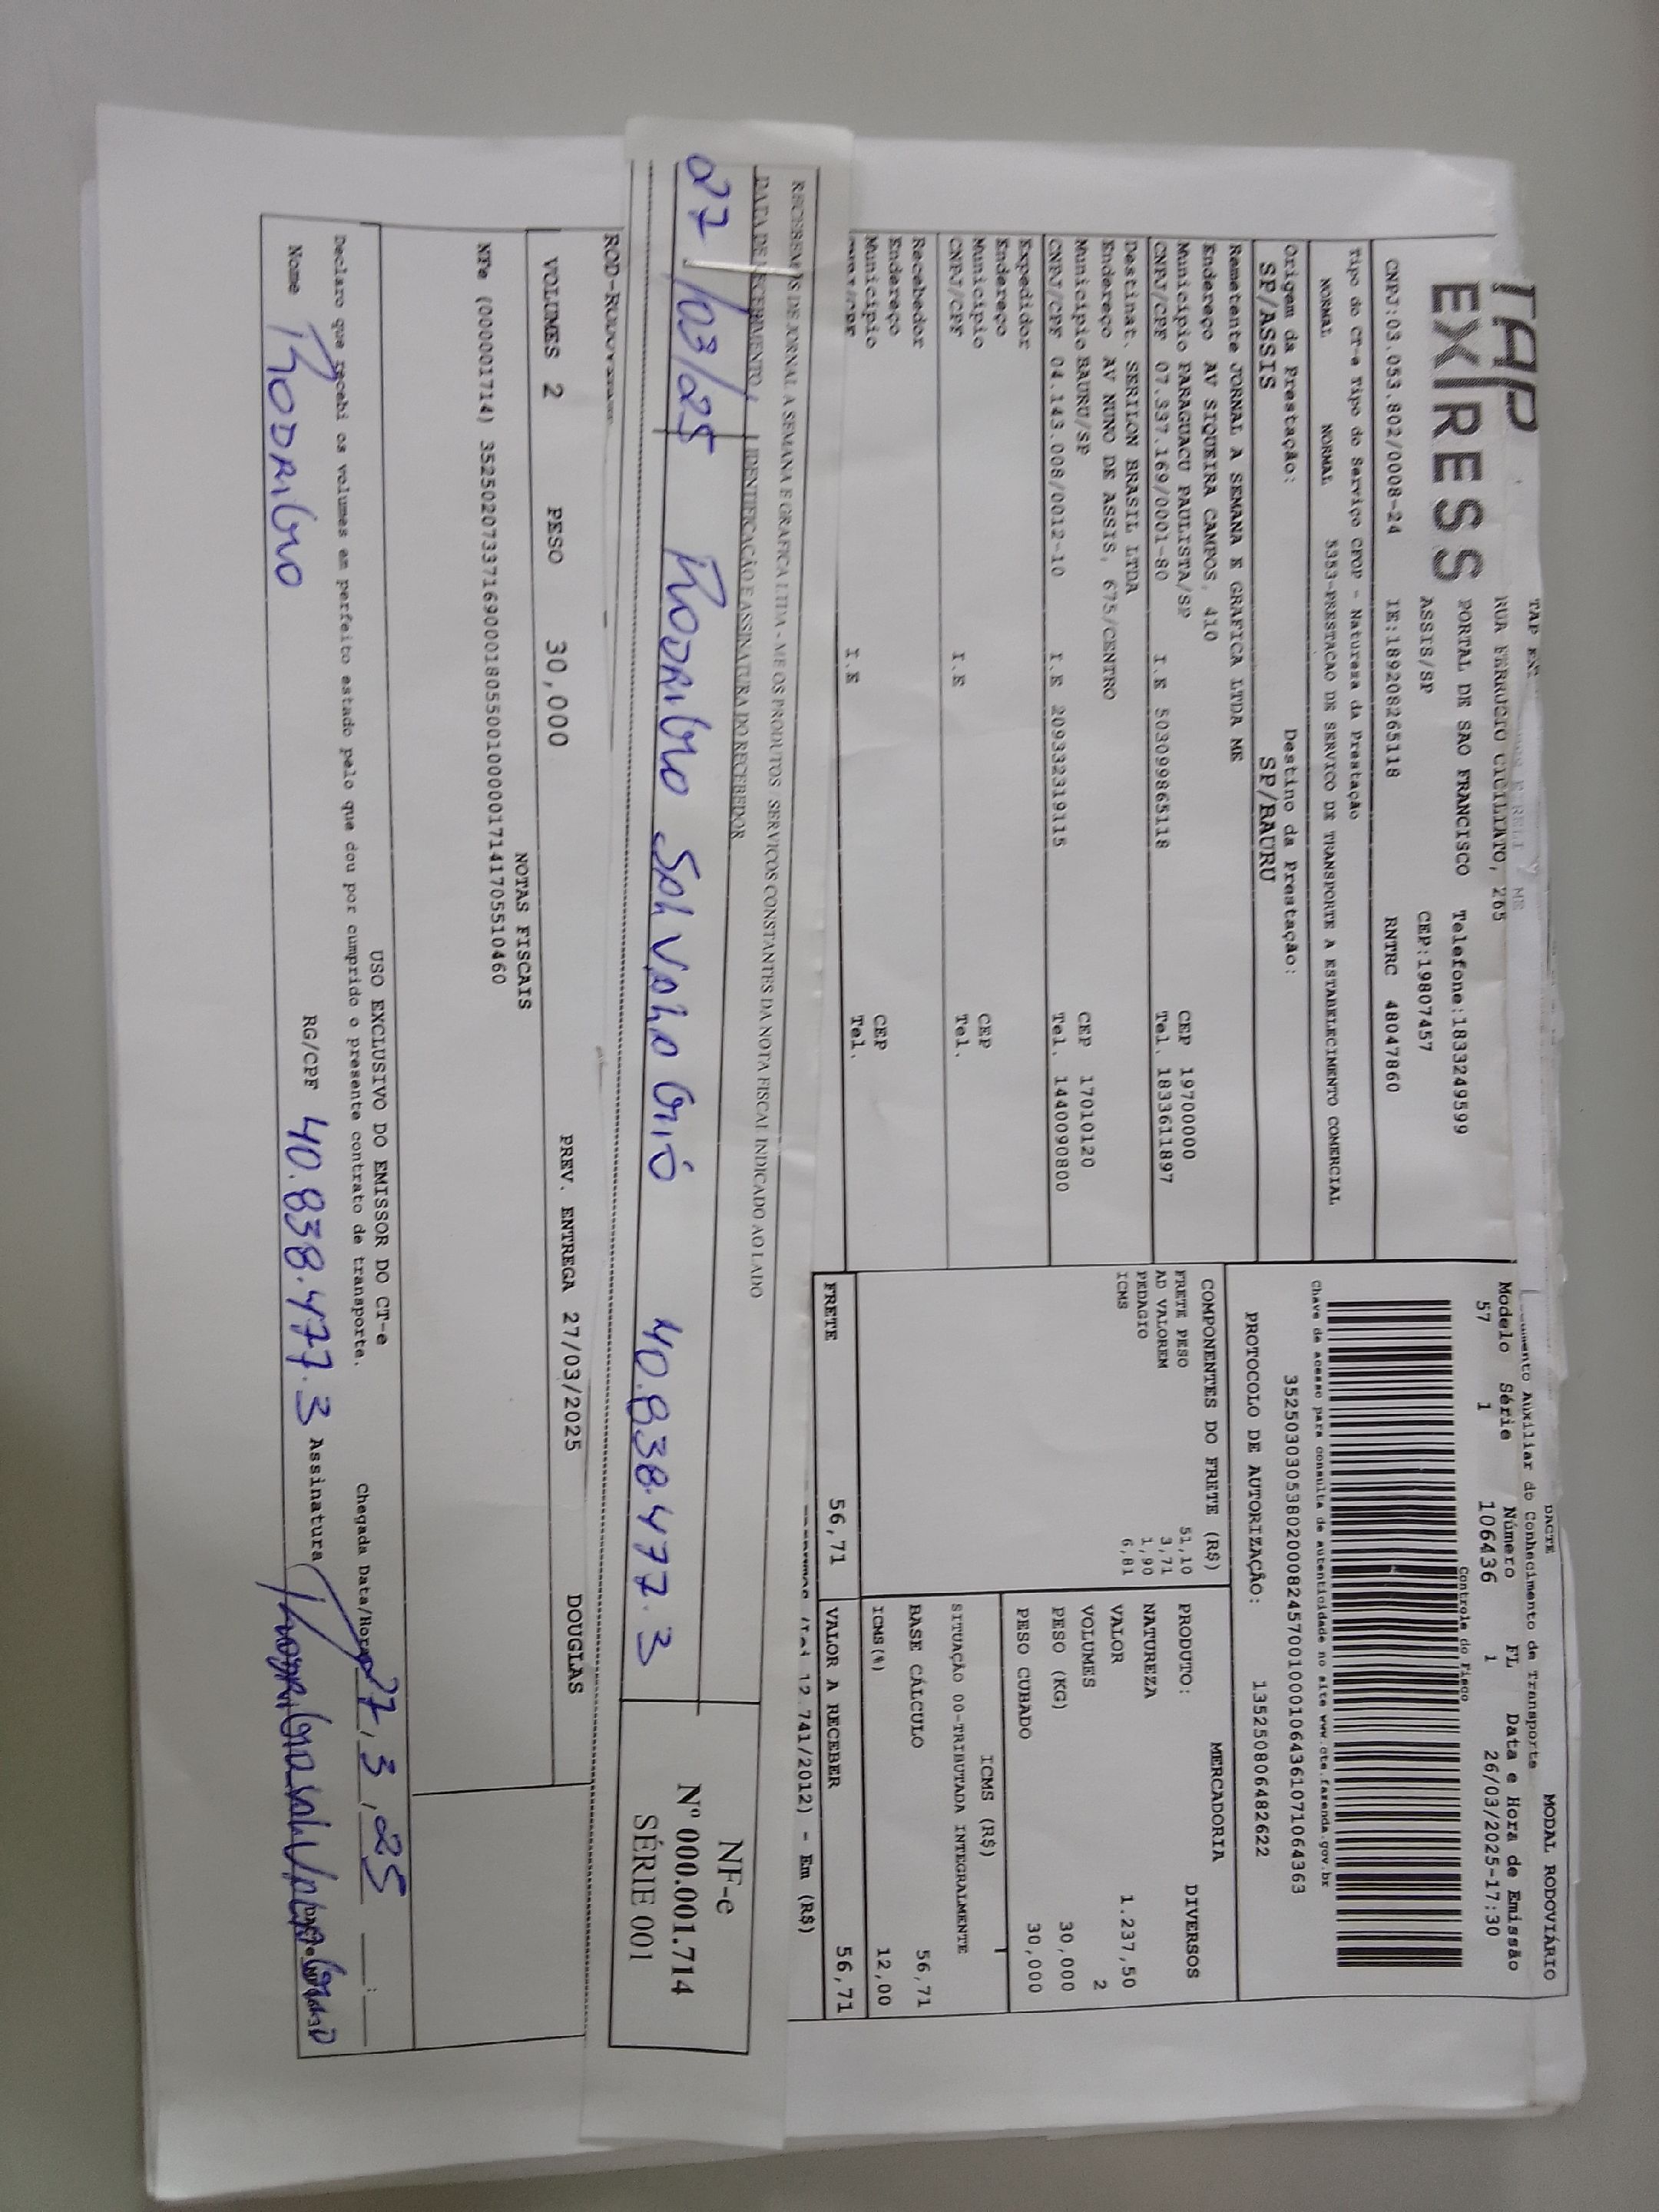 TAP
EXPRESS
TAP EX
RUA FERRUCIO CICILIATO, 265
PORTAL DE SAO FRANCISCO Telefone:1833249599
ASSIS/SP CEP:19807457
CNPJ:03.053.802/0008-24 IE:189208265118 RNTRC 48047860
Tipo do CT-e Tipo do Serviço CFOP - Natureza da Prestação
NORMAL NORMAL 5353-PRESTACAO DE SERVICO DE TRANSPORTE A ESTABELECIMENTO COMERCIAL
Origem da Prestação: Destino da Prestação:
SP/ASSIS SP/BAURU
Remetente JORNAL A SEMANA E GRAFICA LTDA ME
Endereço AV SIQUEIRA CAMPOS, 410
Município PARAGUACU PAULISTA/SP CEP 19700000
CNPJ/CPF 07.337.169/0001-80 I.E 503099865118 Tel. 1833611897
Destinat. SERILON BRASIL LTDA
Endereço AV NUNO DE ASSIS, 675/CENTRO
Município BAURU/SP CEP 17010120
CNPJ/CPF 04.143.008/0012-10 I.E 209332319115 Tel. 1440090800
Expedidor
Endereço
Município CEP
CNPJ/CPF I.E Tel.
Recebedor
Endereço
Município CEP
I.E Tel.
DACTE MODAL RODOVIÁRIO
Auxiliar do Conhecimento de Transporte
Modelo Série Número FL Data e Hora de Emissão
57 1 106436 1 26/03/2025-17:30
Controle do Fisco
Chave de acesso para consulta de autenticidade no site www.cte.fazenda.gov.br
35250303053802000824570010001064361071064363
PROTOCOLO DE AUTORIZAÇÃO: 135250806482622
COMPONENTES DO FRETE (R$)
FRETE PESO 51,10
AD VALOREM 3,71
PEDAGIO 1,90
ICMS 6,81
MERCADORIA
PRODUTO: DIVERSOS
NATUREZA
VALOR 1.237,50
VOLUMES 2
PESO (KG) 30,000
PESO CUBADO 30,000
ICMS (R$)
SITUAÇÃO 00-TRIBUTADA INTEGRALMENTE
BASE CÁLCULO 56,71
ICMS(%) 12,00
FRETE 56,71 VALOR A RECEBER 56,71
12.741/2012) - Em (R$)
RECEBEMOS DE JORNAL A SEMANA E GRAFICA LTDA - ME OS PRODUTOS / SERVIÇOS CONSTANTES DA NOTA FISCAL INDICADO AO LADO
DATA DE RECEBIMENTO IDENTIFICAÇÃO E ASSINATURA DO RECEBEDOR
27/03/25 RODRIGO 40.838.477.3
NF-e
Nº 000.001.714
SÉRIE 001
VOLUMES 2 PESO 30,000 PREV. ENTREGA 27/03/2025 DOUGLAS
NOTAS FISCAIS
NFe (000001714) 35250207337169000180550010000017141705510460
USO EXCLUSIVO DO EMISSOR DO CT-e
Declaro que recebi os volumes em perfeito estado pelo que dou por cumprido o presente contrato de transporte. Chegada Data/Hora 27,3,25
Nome RODRIGO RG/CPF 40.838.477.3 Assinatura